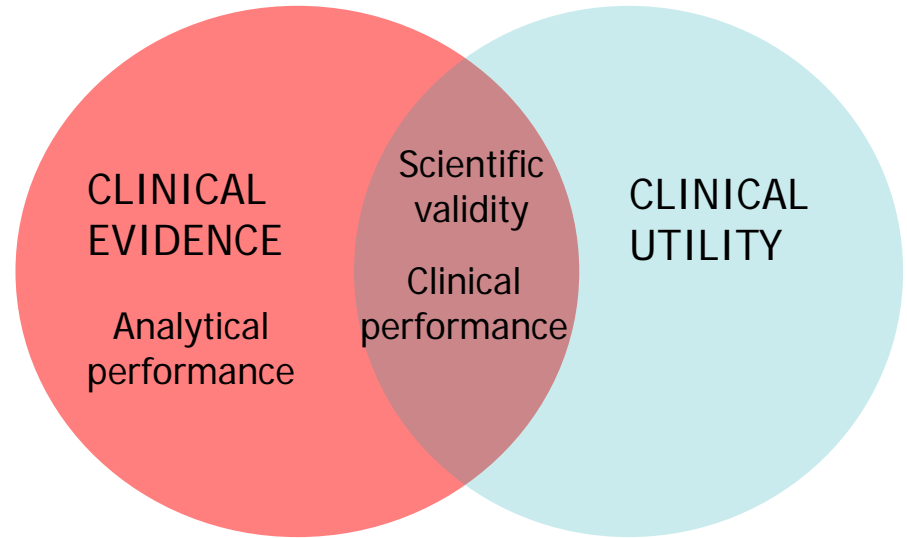 CLINICAL
EVIDENCE
Analytical
performance
Scientific
validity
Clinical
performance
CLINICAL
UTILITY